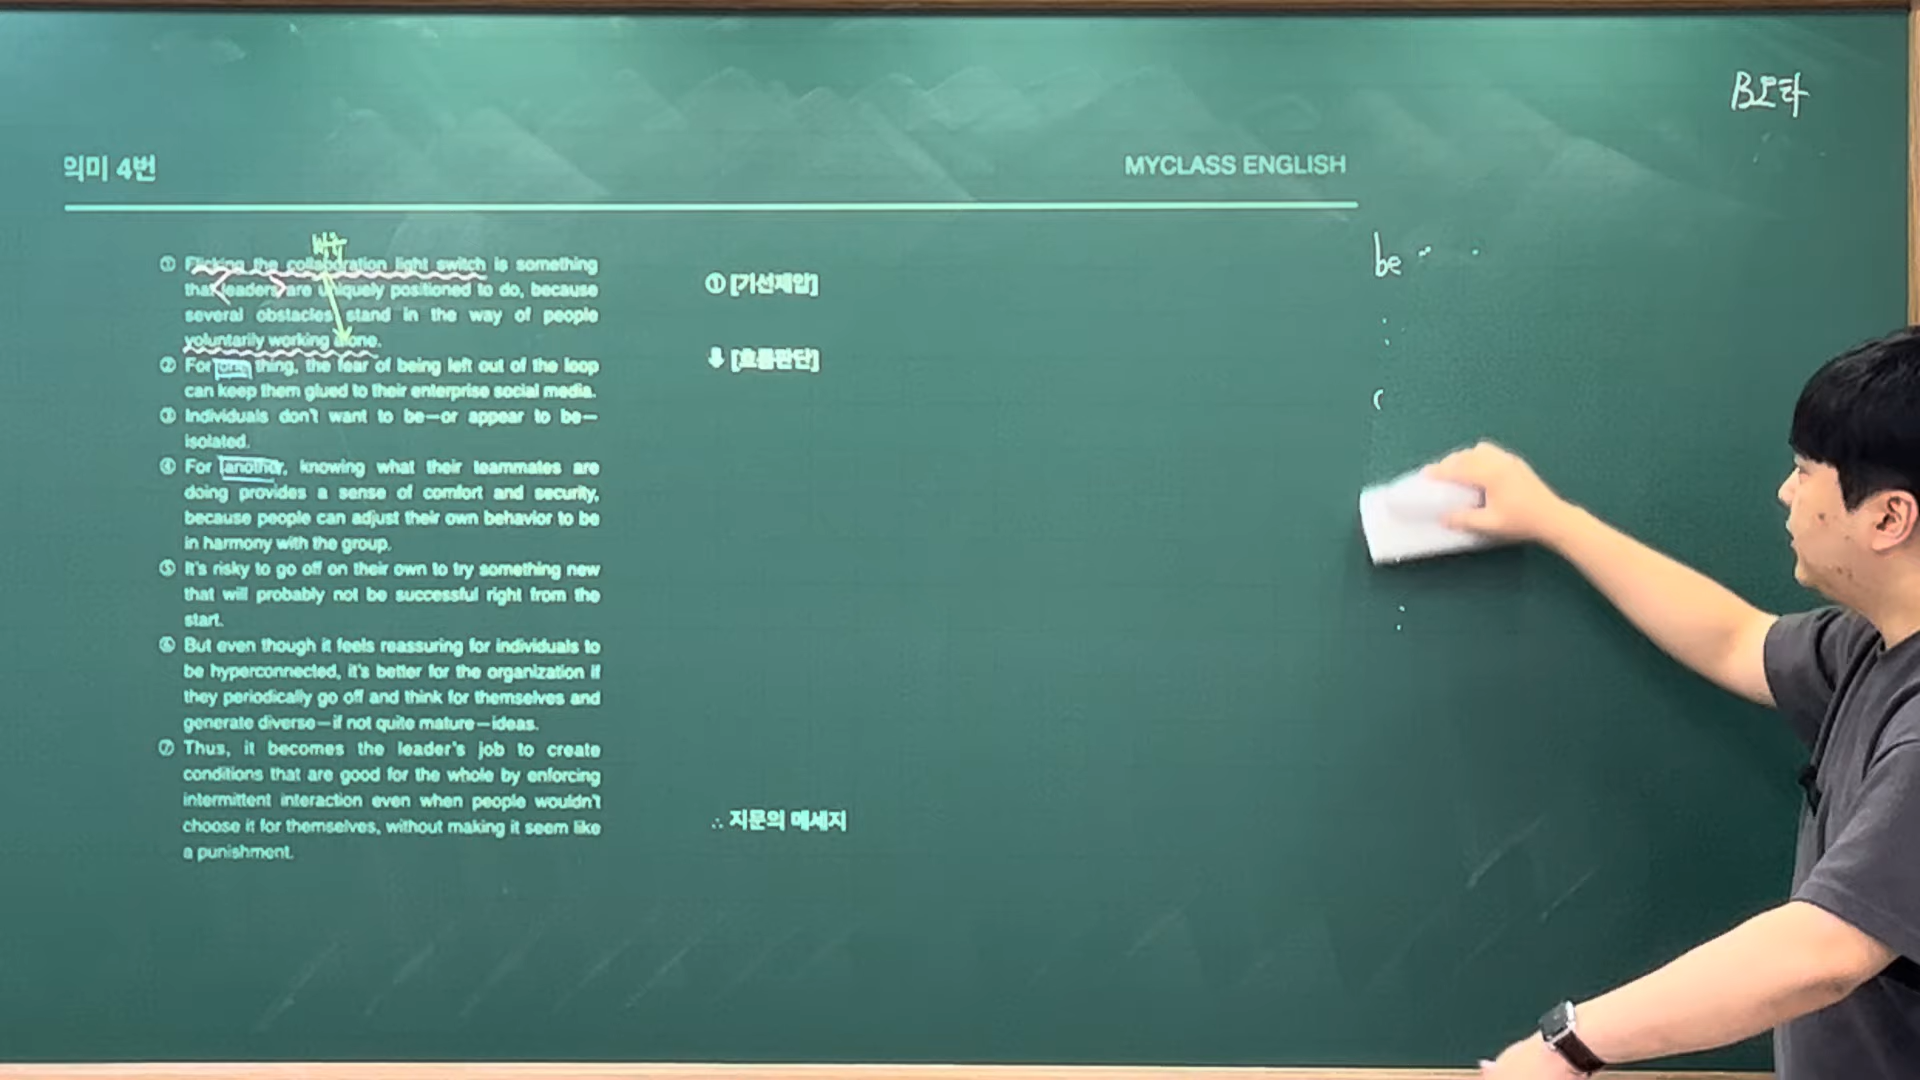 B오타
의미 4번
MYCLASS ENGLISH
① Flicking the collaboration light switch is something
that leaders are uniquely positioned to do, because
several obstacles stand in the way of people
voluntarily working alone.
② For one thing, the fear of being left out of the loop
can keep them glued to their enterprise social media.
③ Individuals don't want to be—or appear to be—
isolated.
④ For another, knowing what their teammates are
doing provides a sense of comfort and security,
because people can adjust their own behavior to be
in harmony with the group.
⑤ It's risky to go off on their own to try something new
that will probably not be successful right from the
start.
⑥ But even though it feels reassuring for individuals to
be hyperconnected, it's better for the organization if
they periodically go off and think for themselves and
generate diverse—if not quite mature—ideas.
⑦ Thus, it becomes the leader's job to create
conditions that are good for the whole by enforcing
intermittent interaction even when people wouldn't
choose it for themselves, without making it seem like
a punishment.
① [기선제압]
⬇ [흐름판단]
∴ 지문의 메세지
be